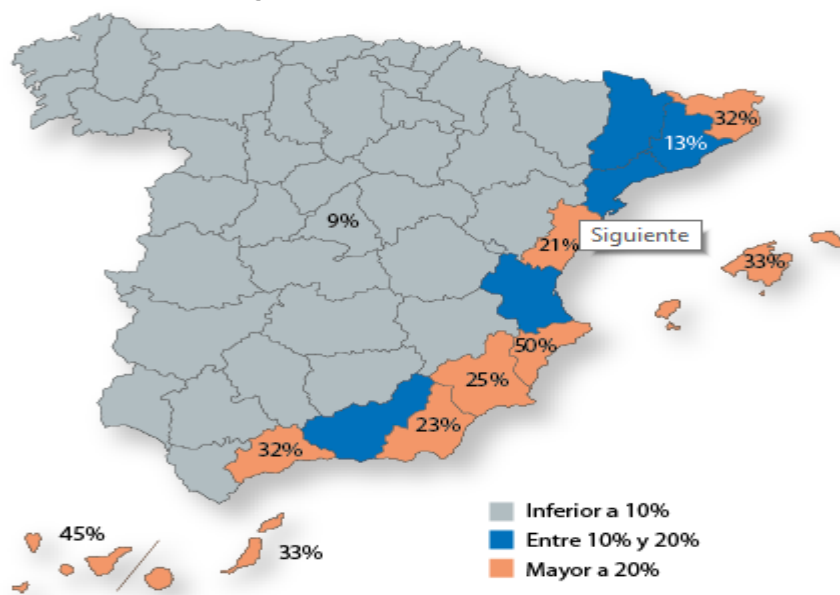 32%
13%
9%
21%
Siguiente
33%
50%
25%
23%
32%
45%
33%
Inferior a 10%
Entre 10% y 20%
Mayor a 20%